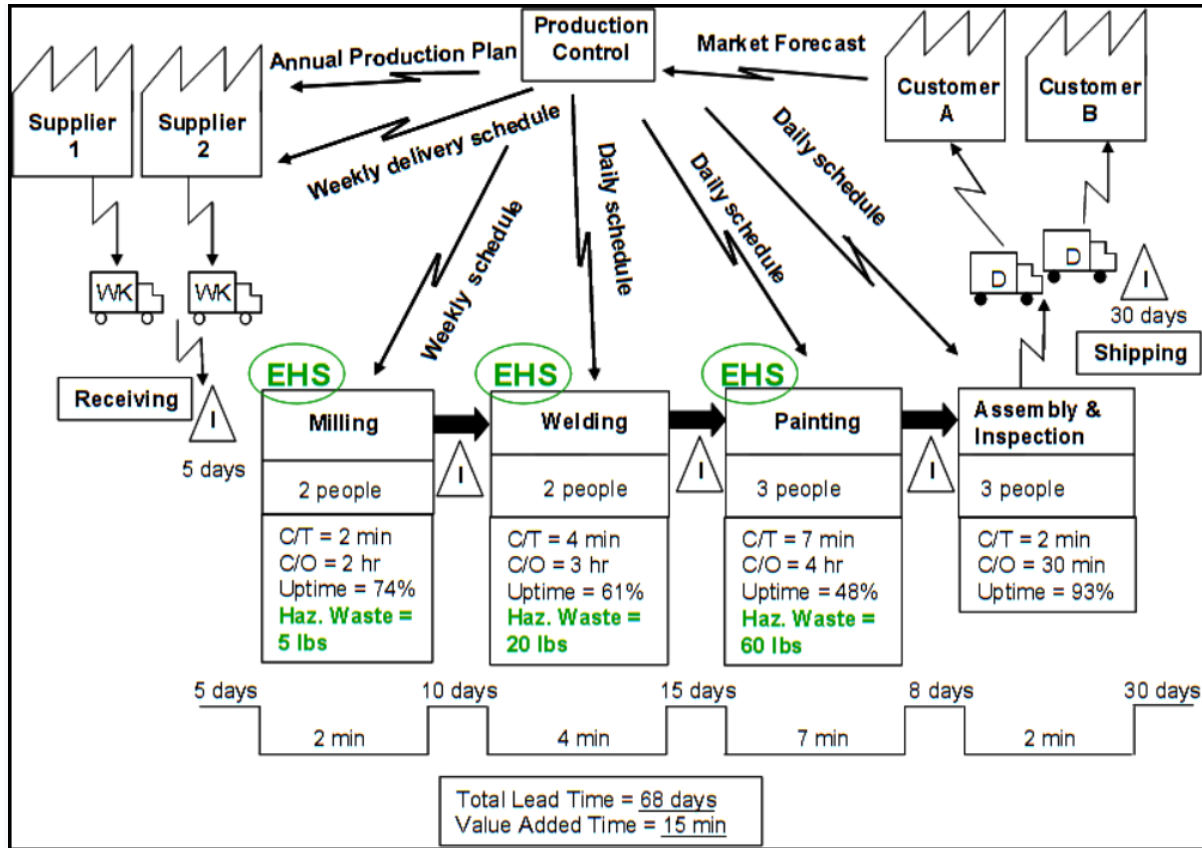 Production
Control
Annual Production Plan
Market Forecast
Supplier
1
Supplier
2
Customer
A
Customer
B
Weekly delivery schedule
Weekly schedule
Daily schedule
Daily schedule
Daily schedule
WK
WK
D
D
I
30 days
Shipping
Receiving
I
5 days
EHS
Milling
2 people
C/T = 2 min
C/O = 2 hr
Uptime = 74%
Haz. Waste =
5 lbs
I
EHS
Welding
2 people
C/T = 4 min
C/O = 3 hr
Uptime = 61%
Haz. Waste =
20 lbs
I
EHS
Painting
3 people
C/T = 7 min
C/O = 4 hr
Uptime = 48%
Haz. Waste =
60 lbs
I
Assembly &
Inspection
3 people
C/T = 2 min
C/O = 30 min
Uptime = 93%
5 days
10 days
15 days
8 days
30 days
2 min
4 min
7 min
2 min
Total Lead Time = 68 days
Value Added Time = 15 min